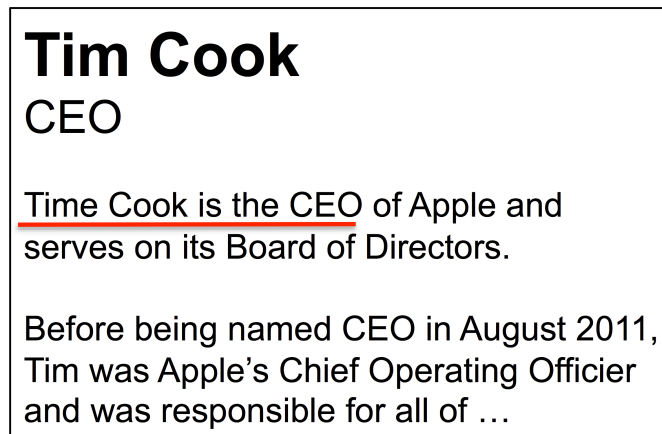 Tim Cook
CEO
Time Cook is the CEO of Apple and
serves on its Board of Directors.
Before being named CEO in August 2011,
Tim was Apple’s Chief Operating Officier
and was responsible for all of …